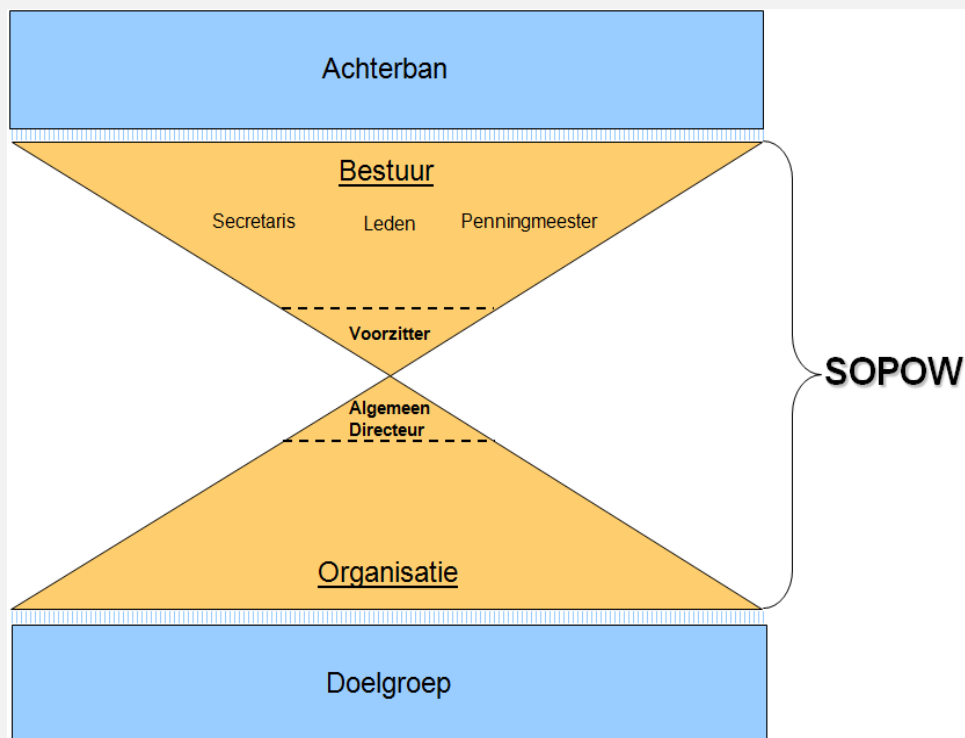 Achterban
Bestuur
Secretaris Leden Penningmeester
Voorzitter
SOPOW
Algemeen
Directeur
Organisatie
Doelgroep